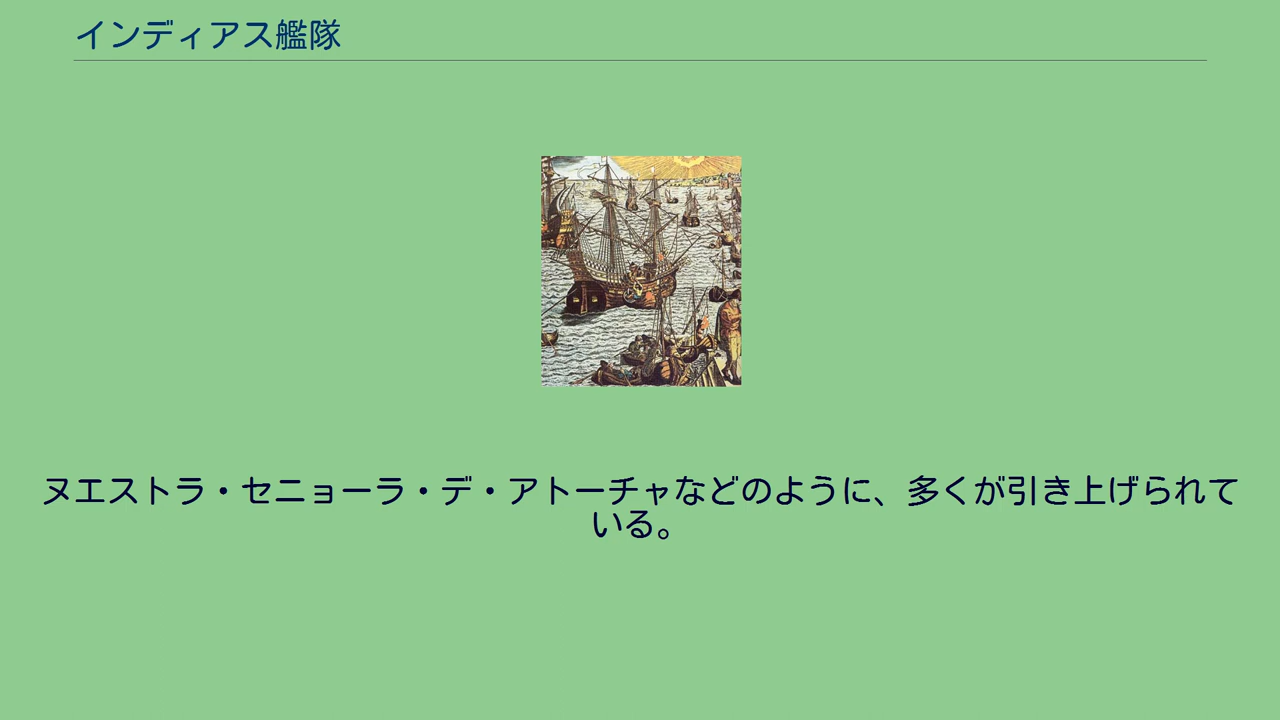 インディアス艦隊
ヌエストラ・セニョーラ・デ・アトーチャなどのように、多くが引き上げられて
いる。